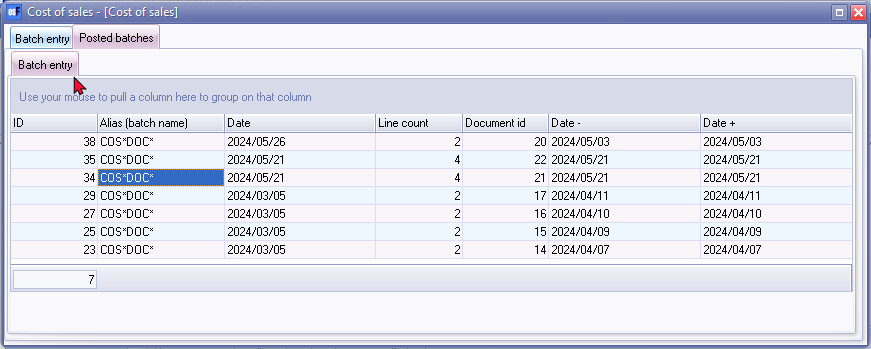 Cost of sales - [Cost of sales]
Batch entry Posted batches
Batch entry
Use your mouse to pull a column here to group on that column
ID Alias (batch name) Date Line count Document id Date - Date +
38 COS*DOC* 2024/05/26 2 20 2024/05/03 2024/05/03
35 COS*DOC* 2024/05/21 4 22 2024/05/21 2024/05/21
34 COS*DOC* 2024/05/21 4 21 2024/05/21 2024/05/21
29 COS*DOC* 2024/03/05 2 17 2024/04/11 2024/04/11
27 COS*DOC* 2024/03/05 2 16 2024/04/10 2024/04/10
25 COS*DOC* 2024/03/05 2 15 2024/04/09 2024/04/09
23 COS*DOC* 2024/03/05 2 14 2024/04/07 2024/04/07
7